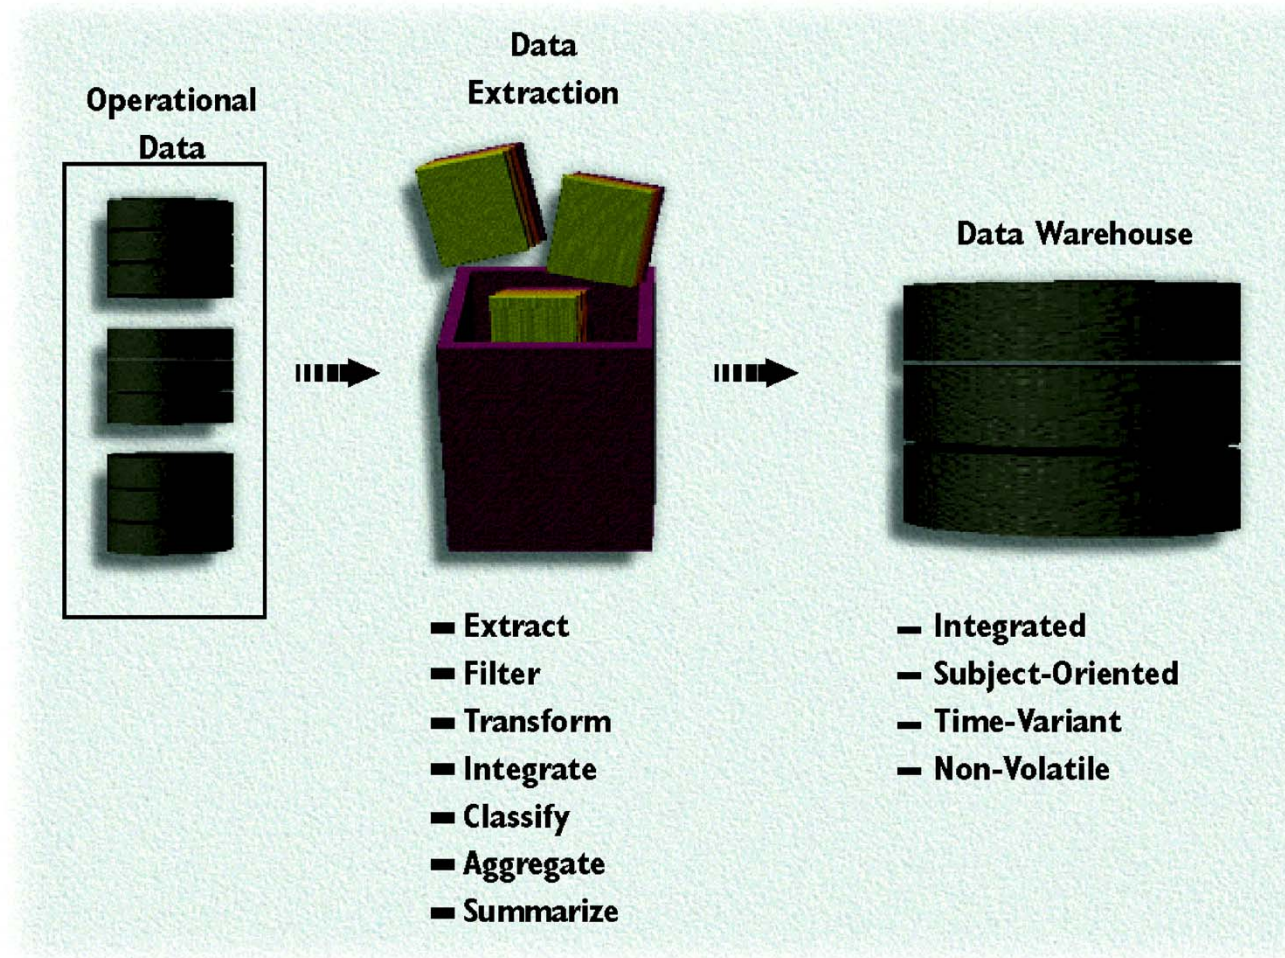 Operational
Data
Data
Extraction
Data Warehouse
Extract
Filter
Transform
Integrate
Classify
Aggregate
Summarize
Integrated
Subject-Oriented
Time-Variant
Non-Volatile